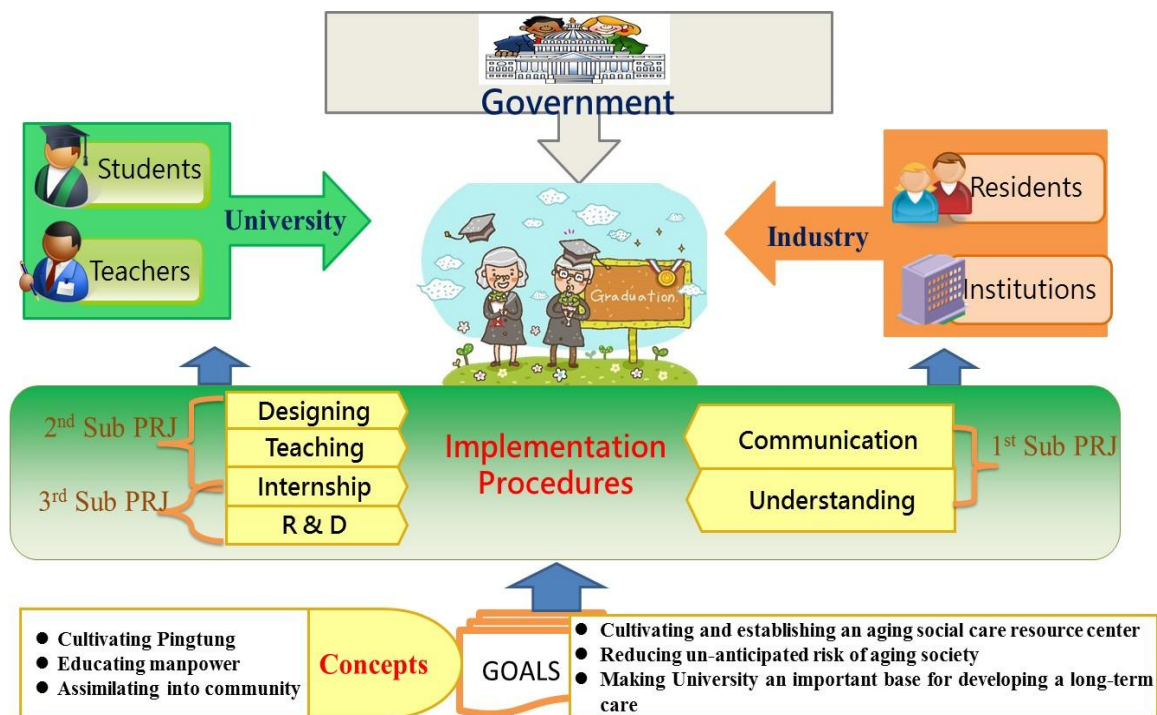 Government
Students
Teachers
University
Graduation
Industry
Residents
Institutions
2nd Sub PRJ
3rd Sub PRJ
Designing
Teaching
Internship
R & D
Implementation
Procedures
Communication
Understanding
1st Sub PRJ
● Cultivating Pingtung
● Educating manpower
● Assimilating into community
Concepts
GOALS
● Cultivating and establishing an aging social care resource center
● Reducing un-anticipated risk of aging society
● Making University an important base for developing a long-term
care